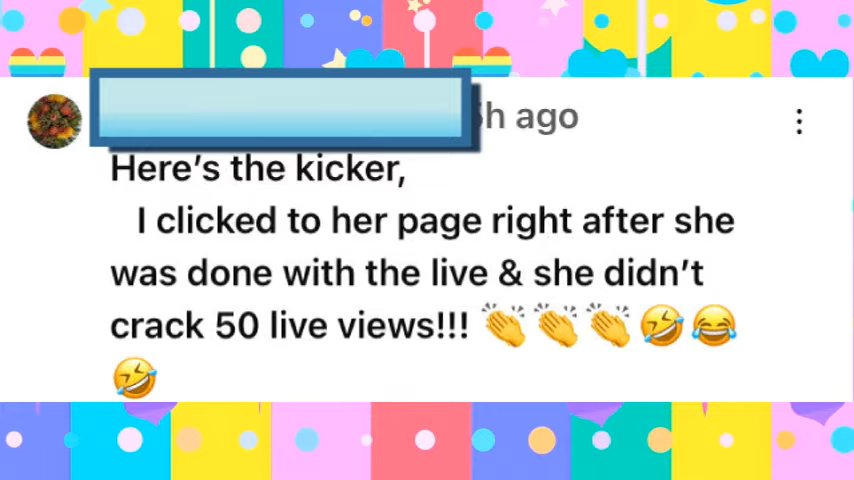 h ago
Here's the kicker,
I clicked to her page right after she
was done with the live & she didn't
crack 50 live views!!! 👏👏👏🤣😂
🤣